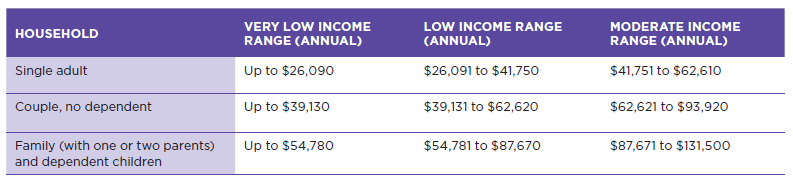 HOUSEHOLD
VERY LOW INCOME
RANGE (ANNUAL)
LOW INCOME RANGE
(ANNUAL)
MODERATE INCOME
RANGE (ANNUAL)
Single adult
Up to $26,090
$26,091 to $41,750
$41,751 to $62,610
Couple, no dependent
Up to $39,130
$39,131 to $62,620
$62,621 to $93,920
Family (with one or two parents)
and dependent children
Up to $54,780
$54,781 to $87,670
$87,671 to $131,500